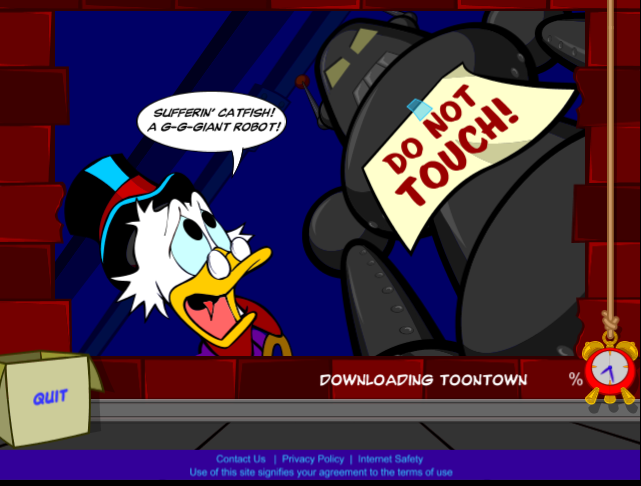 SUFFERIN' CATFISH!
A G-G-GIANT ROBOT!
DO NOT
TOUCH!
QUIT
DOWNLOADING TOONTOWN %
Contact Us | Privacy Policy | Internet Safety
Use of this site signifies your agreement to the terms of use